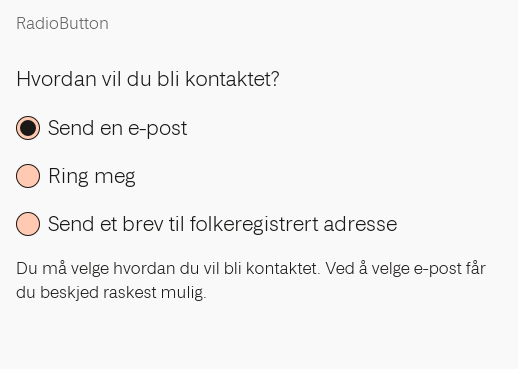 RadioButton
Hvordan vil du bli kontaktet?
Send en e-post
Ring meg
Send et brev til folkeregistrert adresse
Du må velge hvordan du vil bli kontaktet. Ved å velge e-post får
du beskjed raskest mulig.